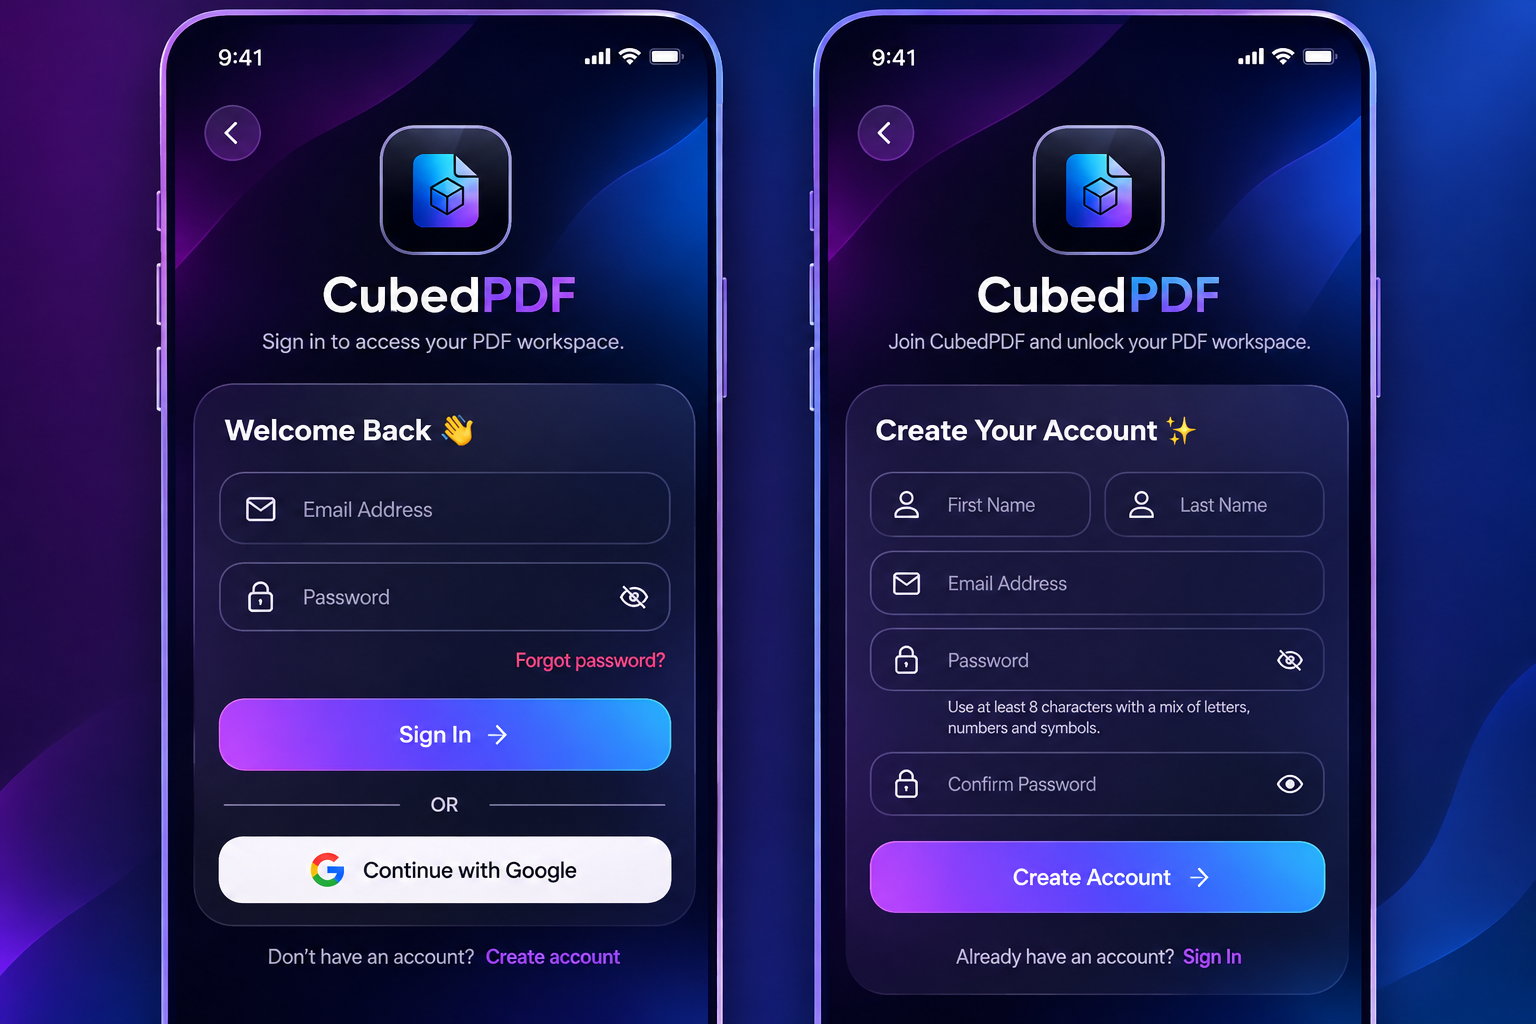 9:41
CubedPDF
Sign in to access your PDF workspace.
Welcome Back 👋
Email Address
Password
Forgot password?
Sign In →
OR
Continue with Google
Don't have an account? Create account
9:41
CubedPDF
Join CubedPDF and unlock your PDF workspace.
Create Your Account ✨
First Name
Last Name
Email Address
Password
Use at least 8 characters with a mix of letters,
numbers and symbols.
Confirm Password
Create Account →
Already have an account? Sign In